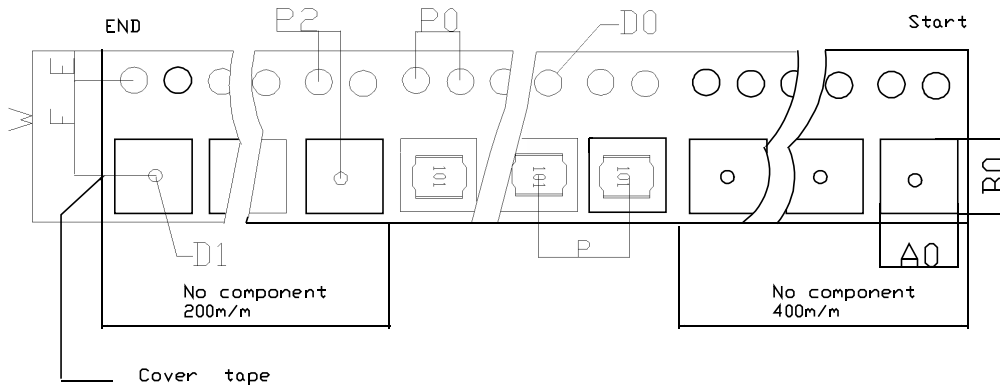 END
P2
P0
D0
Start
E
F
W
101
101
101
B0
D1
P
A0
No component
200m/m
No component
400m/m
Cover tape